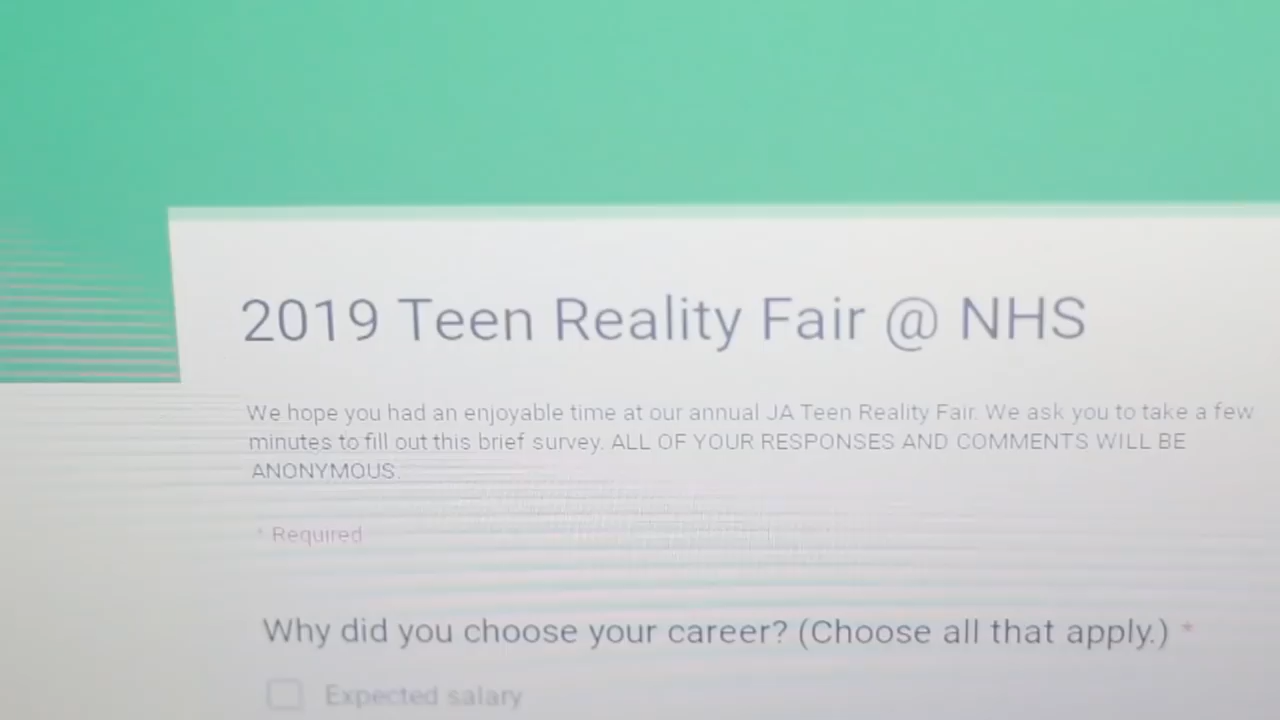 2019 Teen Reality Fair @ NHS
We hope you had an enjoyable time at our annual JA Teen Reality Fair. We ask you to take a few
minutes to fill out this brief survey. ALL OF YOUR RESPONSES AND COMMENTS WILL BE
ANONYMOUS.
* Required
Why did you choose your career? (Choose all that apply.) *
Expected salary